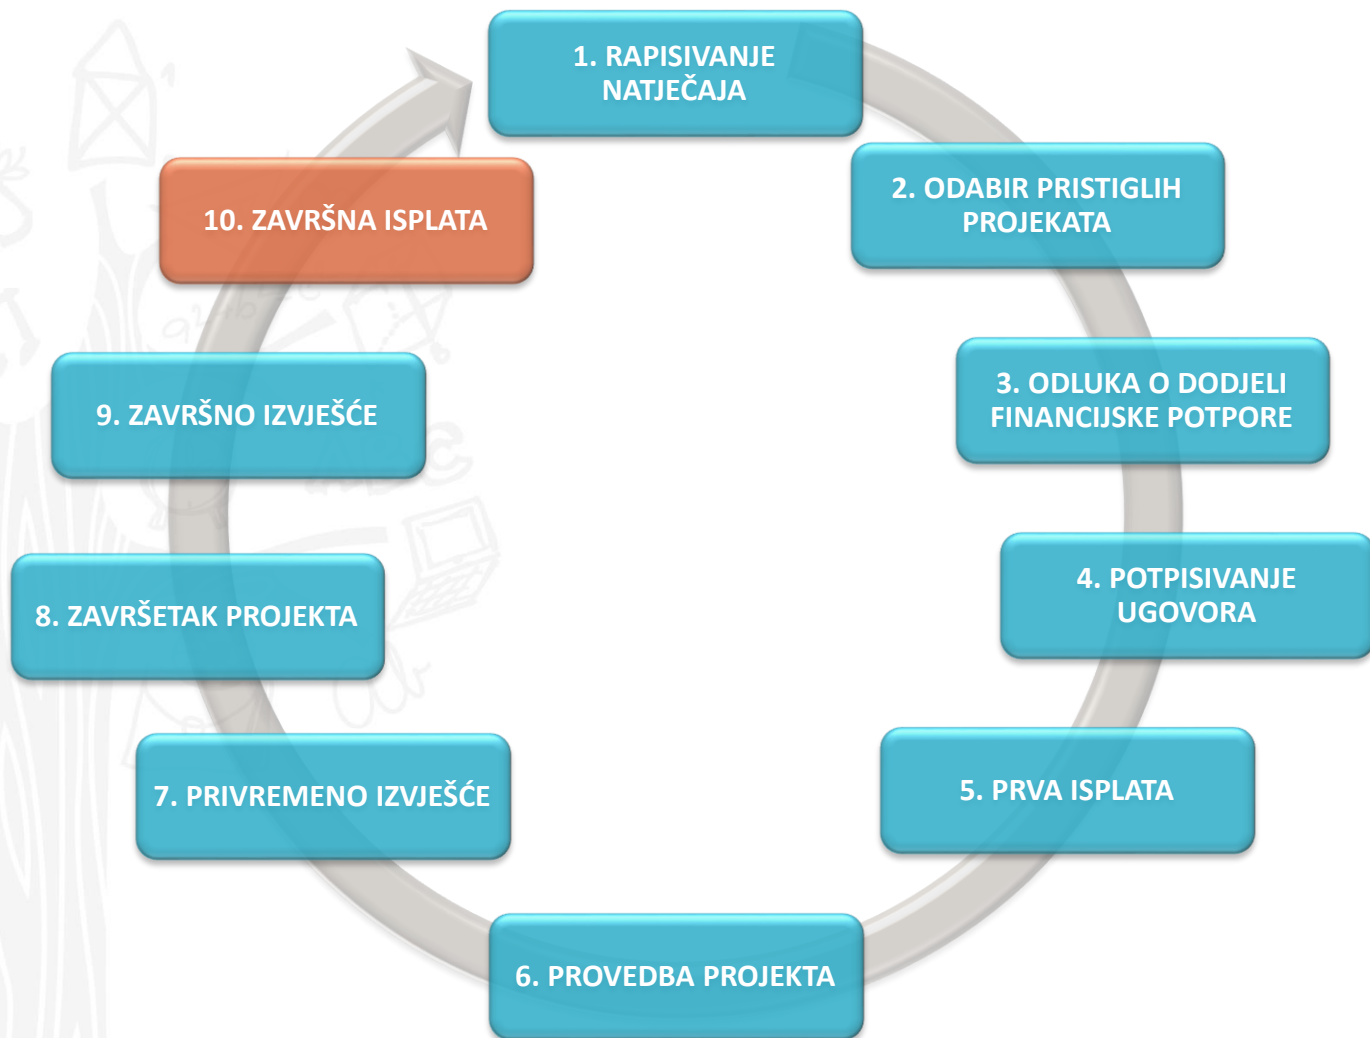 1. RAPISIVANJE
NATJEČAJA
2. ODABIR PRISTIGLIH
PROJEKATA
3. ODLUKA O DODJELI
FINANCIJSKE POTPORE
4. POTPISIVANJE
UGOVORA
5. PRVA ISPLATA
6. PROVEDBA PROJEKTA
7. PRIVREMENO IZVJEŠĆE
8. ZAVRŠETAK PROJEKTA
9. ZAVRŠNO IZVJEŠĆE
10. ZAVRŠNA ISPLATA